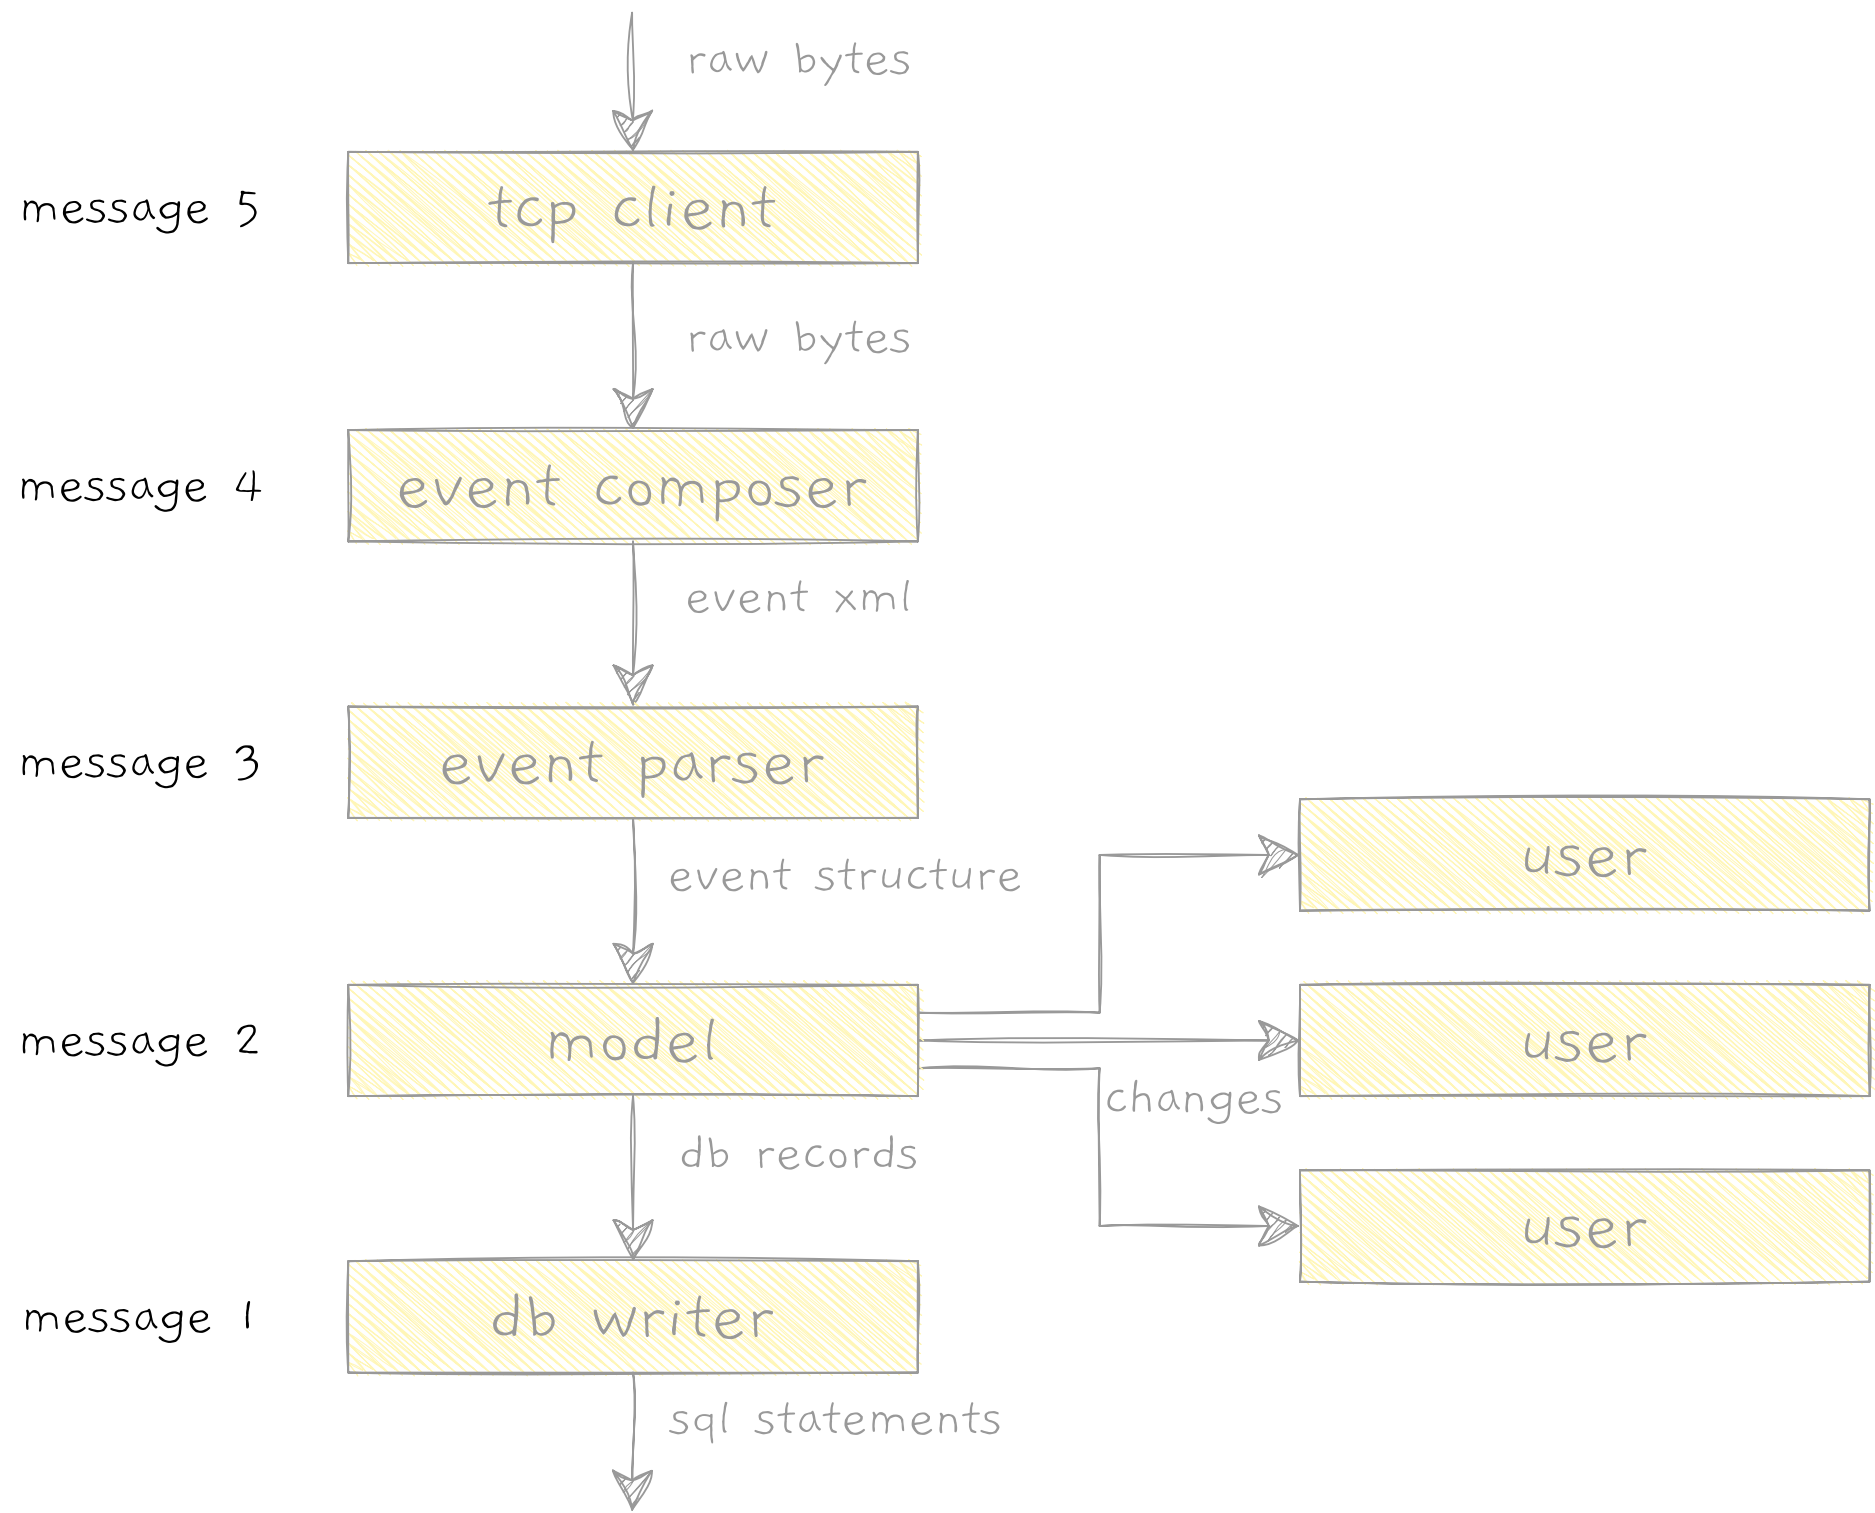 raw bytes
message 5
tcp client
raw bytes
message 4
event composer
event xml
message 3
event parser
user
event structure
message 2
model
user
changes
db records
user
message 1
db writer
sql statements